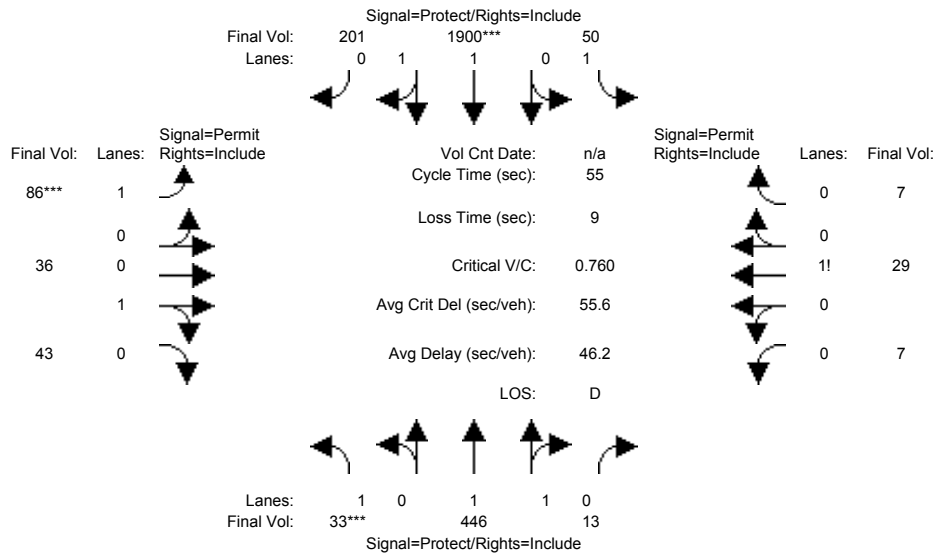 Signal=Protect/Rights=Include
Final Vol: 201 1900*** 50
Lanes: 0 1 1 0 1
Signal=Permit Signal=Permit
Final Vol: Lanes: Rights=Include Vol Cnt Date: n/a Rights=Include Lanes: Final Vol:
Cycle Time (sec): 55
86*** 1 0 7
Loss Time (sec): 9
0 0
36 0 Critical V/C: 0.760 1! 29
1 Avg Crit Del (sec/veh): 55.6 0
43 0 Avg Delay (sec/veh): 46.2 0 7
LOS: D
Lanes: 1 0 1 1 0
Final Vol: 33*** 446 13
Signal=Protect/Rights=Include